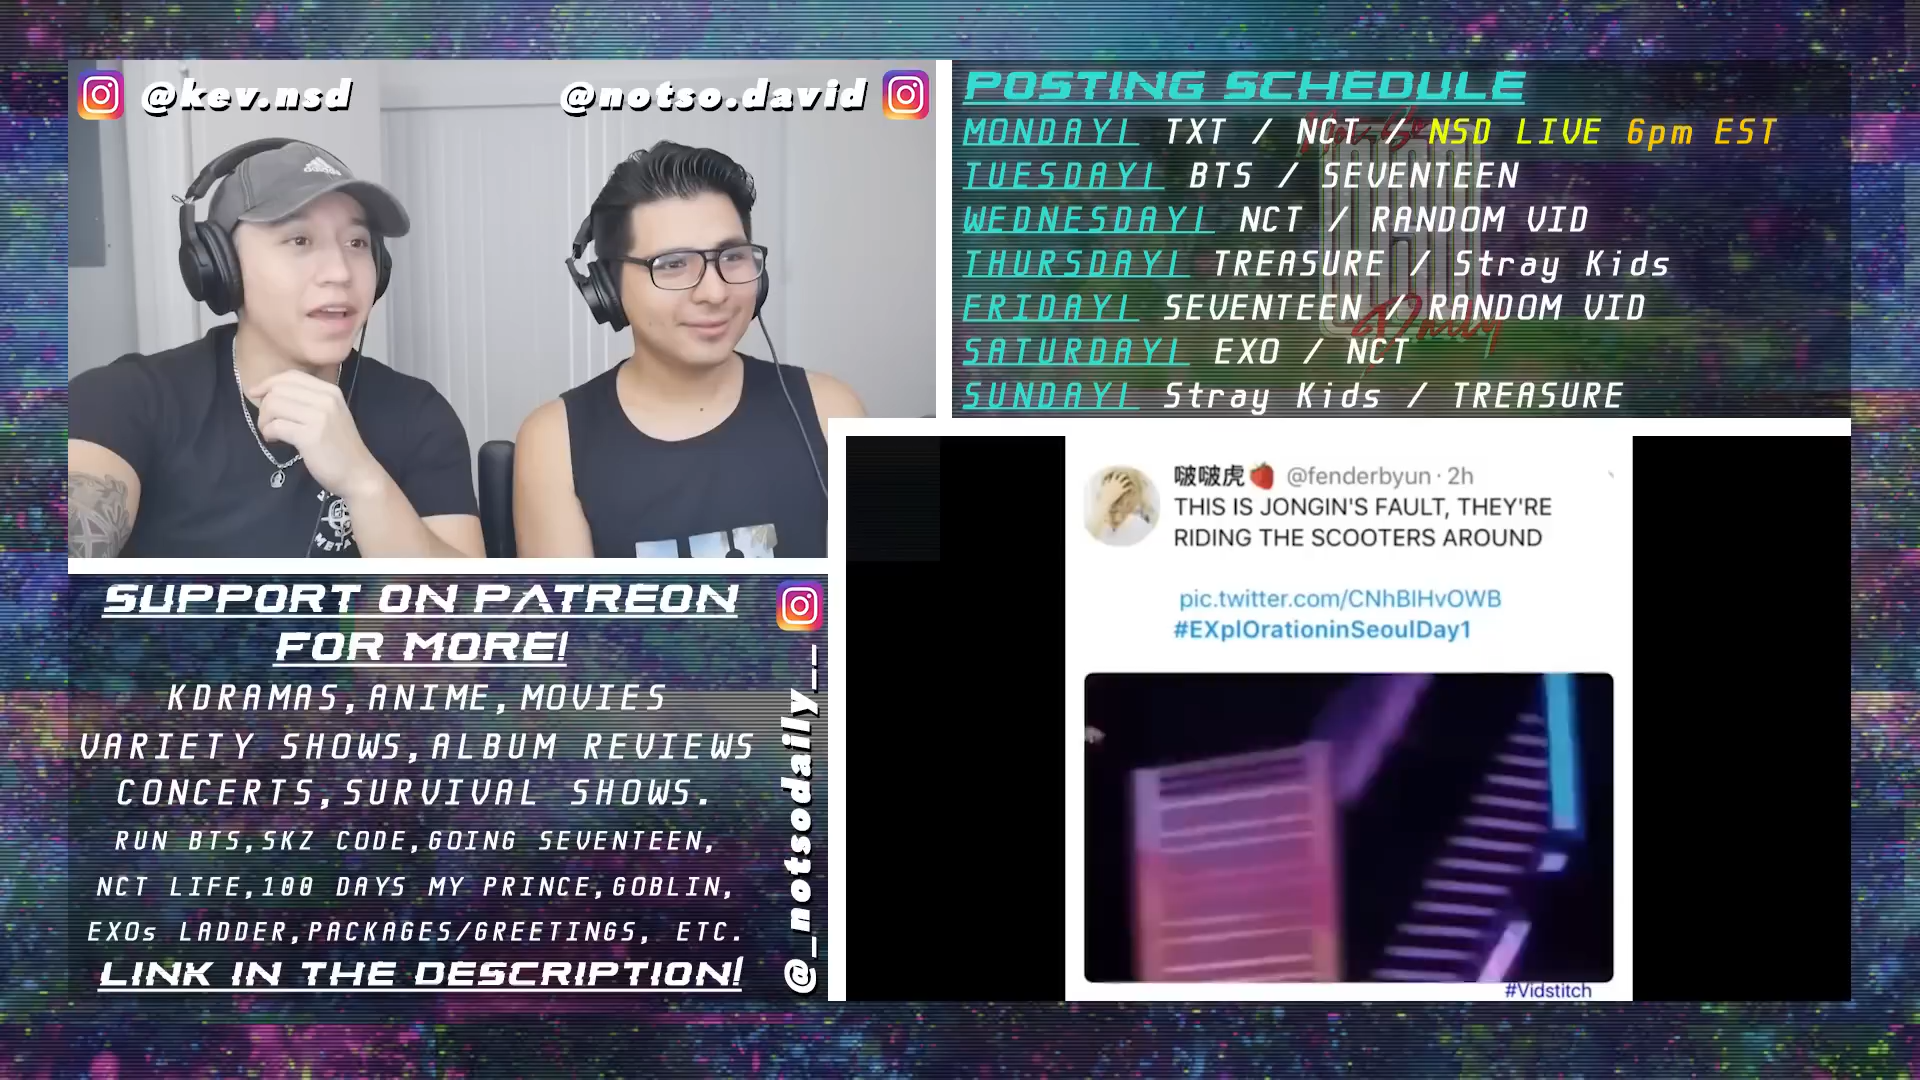 @kev.nsd
@notso.david
POSTING SCHEDULE
MONDAY| TXT / NCT / NSD LIVE 6pm EST
TUESDAY| BTS / SEVENTEEN
WEDNESDAY| NCT / RANDOM VID
THURSDAY| TREASURE / Stray Kids
FRIDAY| SEVENTEEN / RANDOM VID
SATURDAY| EXO / NCT
SUNDAY| Stray Kids / TREASURE
adidas
SUPPORT ON PATREON
FOR MORE!
KDRAMAS,ANIME,MOVIES
VARIETY SHOWS,ALBUM REVIEWS
CONCERTS,SURVIVAL SHOWS.
RUN BTS,SKZ CODE,GOING SEVENTEEN,
NCT LIFE,100 DAYS MY PRINCE,GOBLIN,
EXOs LADDER,PACKAGES/GREETINGS, ETC.
LINK IN THE DESCRIPTION!
@_notsodaily__
啵啵虎🍓 @fenderbyun · 2h
THIS IS JONGIN'S FAULT, THEY'RE
RIDING THE SCOOTERS AROUND
pic.twitter.com/CNhBlHvOWB
#EXplOrationinSeoulDay1
#Vidstitch